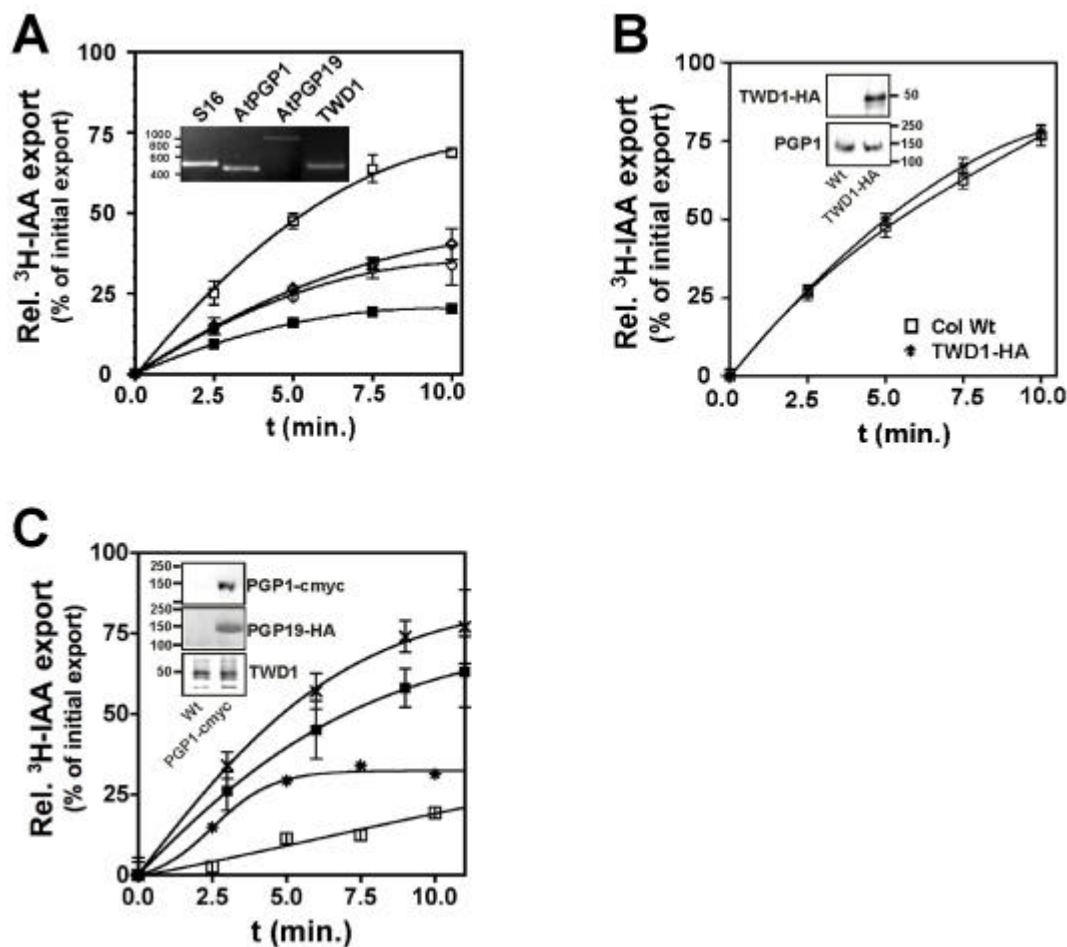 A
Rel. ³H-IAA export
(% of initial export)
100
75
50
25
0
S16
AtPGP1
AtPGP19
TWD1
1000
800
600
400
0.0
2.5
5.0
7.5
10.0
t (min.)
B
Rel. ³H-IAA export
(% of initial export)
100
75
50
25
0
TWD1-HA
50
PGP1
250
150
100
Wt
TWD1-HA
Col Wt
TWD1-HA
0.0
2.5
5.0
7.5
10.0
t (min.)
C
Rel. ³H-IAA export
(% of initial export)
100
75
50
25
0
250
150
PGP1-cmyc
250
150
100
PGP19-HA
50
TWD1
Wt
PGP1-cmyc
0.0
2.5
5.0
7.5
10.0
t (min.)